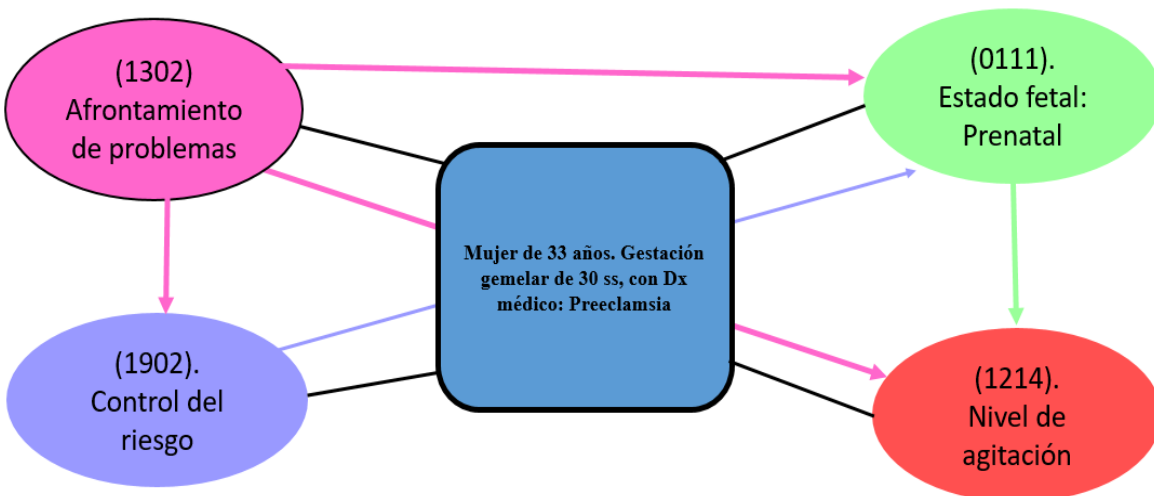 (1302)
Afrontamiento
de problemas
(0111).
Estado fetal:
Prenatal
Mujer de 33 años. Gestación
gemelar de 30 ss, con Dx
médico: Preeclamsia
(1902).
Control del
riesgo
(1214).
Nivel de
agitación